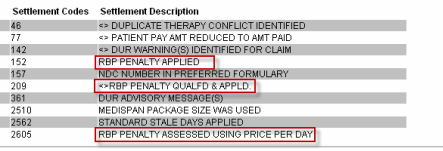 Settlement Codes Settlement Description
46 <> DUPLICATE THERAPY CONFLICT IDENTIFIED
77 <> PATIENT PAY AMT REDUCED TO AMT PAID
142 <> DUR WARNING(S) IDENTIFIED FOR CLAIM
152 RBP PENALTY APPLIED
157 NDC NUMBER IN PREFERRED FORMULARY
209 <>RBP PENALTY QUALFD & APPLD.
361 DUR ADVISORY MESSAGE(S)
2510 MEDISPAN PACKAGE SIZE WAS USED
2562 STANDARD STALE DAYS APPLIED
2605 RBP PENALTY ASSESSED USING PRICE PER DAY